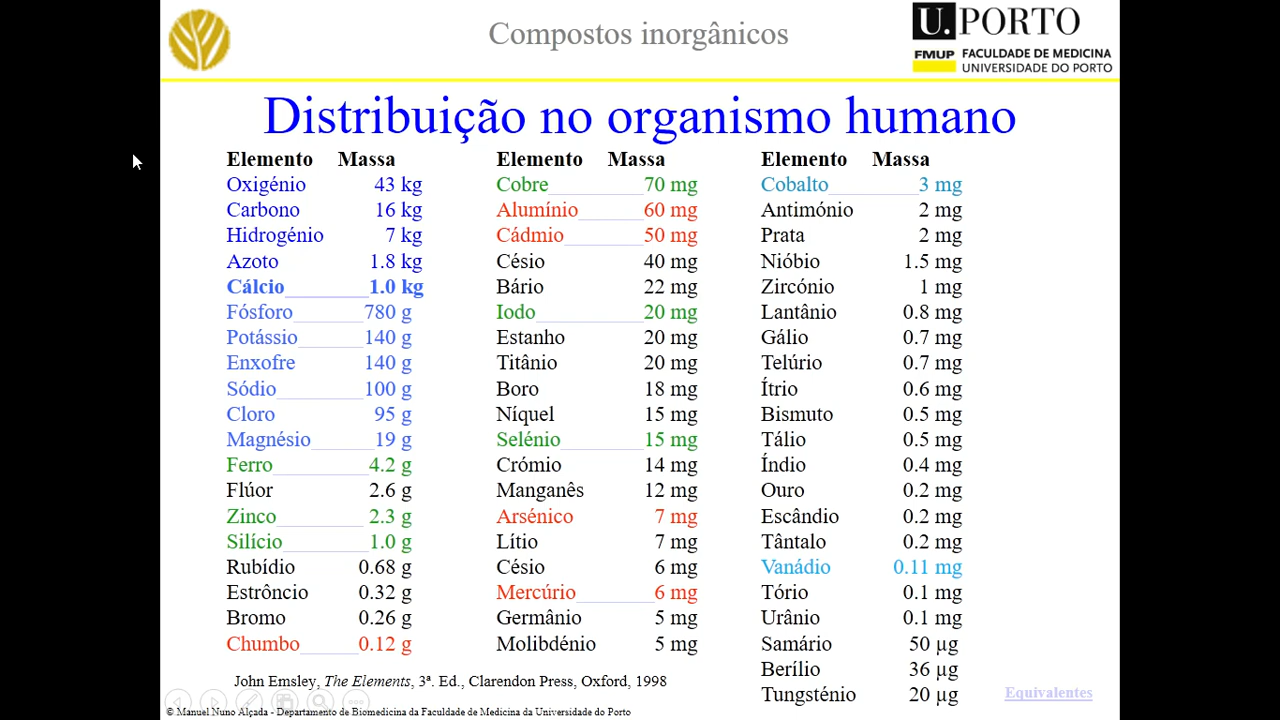 Compostos inorgânicos
U.PORTO
FMUP FACULDADE DE MEDICINA
UNIVERSIDADE DO PORTO
Distribuição no organismo humano
Elemento Massa
Oxigénio 43 kg
Carbono 16 kg
Hidrogénio 7 kg
Azoto 1.8 kg
Cálcio 1.0 kg
Fósforo 780 g
Potássio 140 g
Enxofre 140 g
Sódio 100 g
Cloro 95 g
Magnésio 19 g
Ferro 4.2 g
Flúor 2.6 g
Zinco 2.3 g
Silício 1.0 g
Rubídio 0.68 g
Estrôncio 0.32 g
Bromo 0.26 g
Chumbo 0.12 g
Elemento Massa
Cobre 70 mg
Alumínio 60 mg
Cádmio 50 mg
Césio 40 mg
Bário 22 mg
Iodo 20 mg
Estanho 20 mg
Titânio 20 mg
Boro 18 mg
Níquel 15 mg
Selénio 15 mg
Crómio 14 mg
Manganês 12 mg
Arsénico 7 mg
Lítio 7 mg
Césio 6 mg
Mercúrio 6 mg
Germânio 5 mg
Molibdénio 5 mg
Elemento Massa
Cobalto 3 mg
Antimónio 2 mg
Prata 2 mg
Nióbio 1.5 mg
Zircónio 1 mg
Lantânio 0.8 mg
Gálio 0.7 mg
Telúrio 0.7 mg
Ítrio 0.6 mg
Bismuto 0.5 mg
Tálio 0.5 mg
Índio 0.4 mg
Ouro 0.2 mg
Escândio 0.2 mg
Tântalo 0.2 mg
Vanádio 0.11 mg
Tório 0.1 mg
Urânio 0.1 mg
Samário 50 µg
Berílio 36 µg
Tungsténio 20 µg
John Emsley, The Elements, 3ª. Ed., Clarendon Press, Oxford, 1998
Equivalentes
© Manuel Nuno Alçada - Departamento de Biomedicina da Faculdade de Medicina da Universidade do Porto